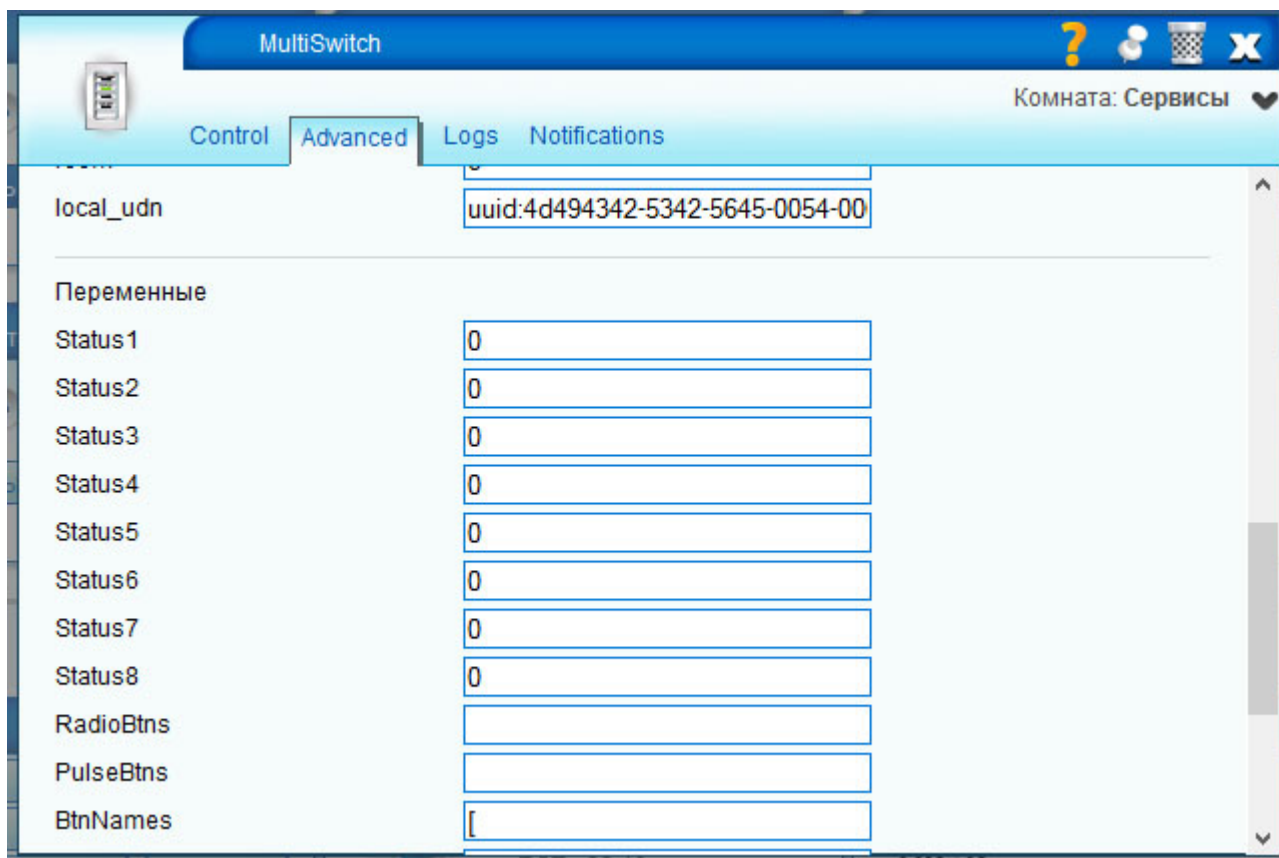 MultiSwitch
?
Комната: Сервисы
Control Advanced Logs Notifications
local_udn uuid:4d494342-5342-5645-0054-00
Переменные
Status1 0
Status2 0
Status3 0
Status4 0
Status5 0
Status6 0
Status7 0
Status8 0
RadioBtns
PulseBtns
BtnNames [